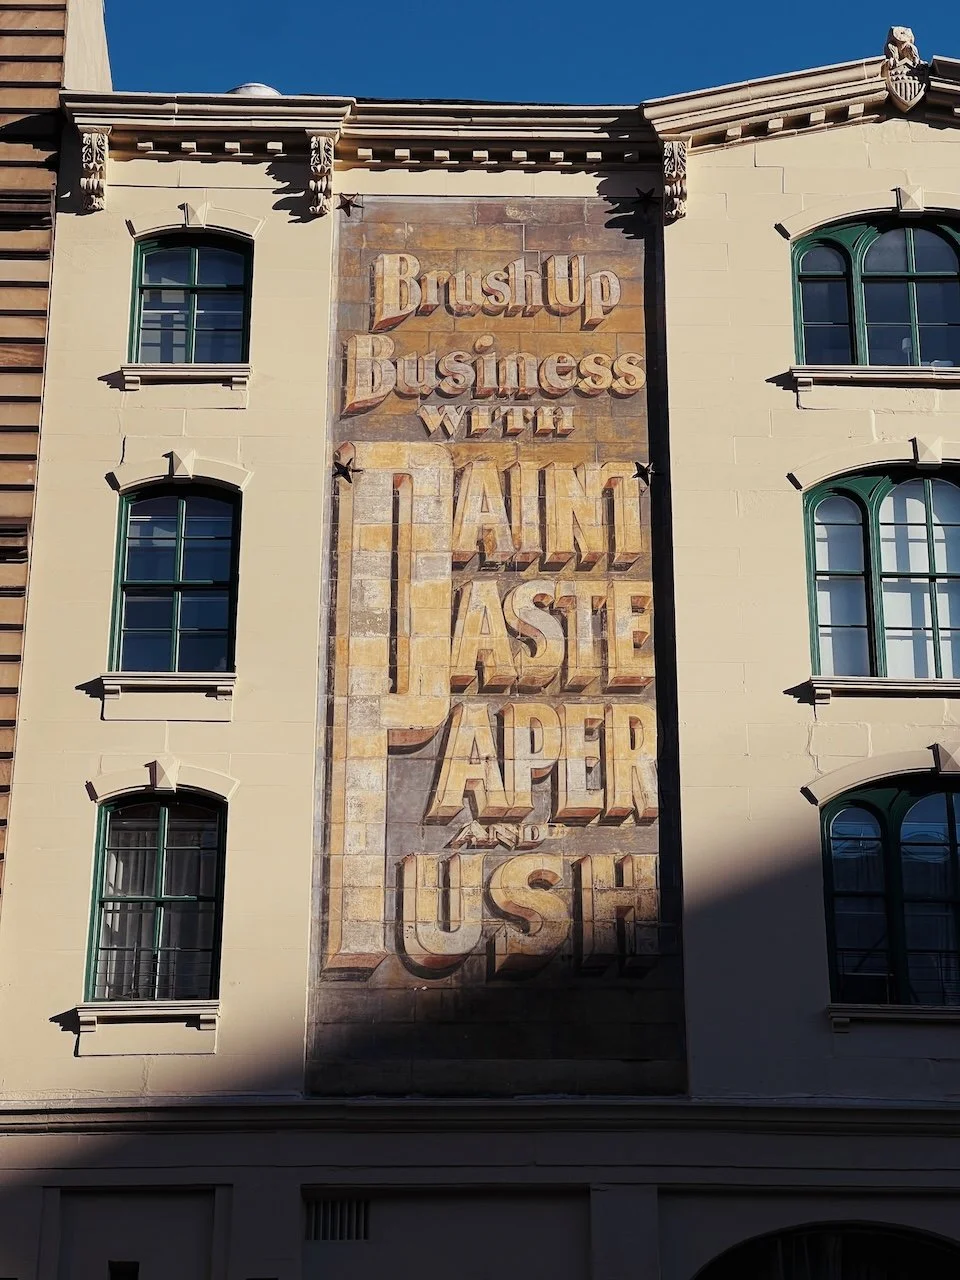 Brush Up
Business
WITH
PAINT
PASTE
PAPER
AND
PUSH